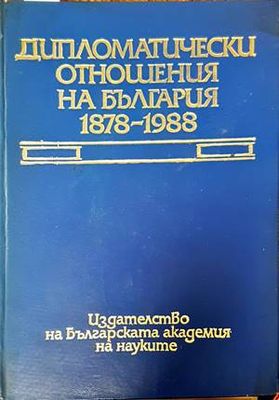 ДИПЛОМАТИЧЕСКИ
ОТНОШЕНИЯ
НА БЪЛГАРИЯ
1878-1988
Издателство
на Българската академия
на науките